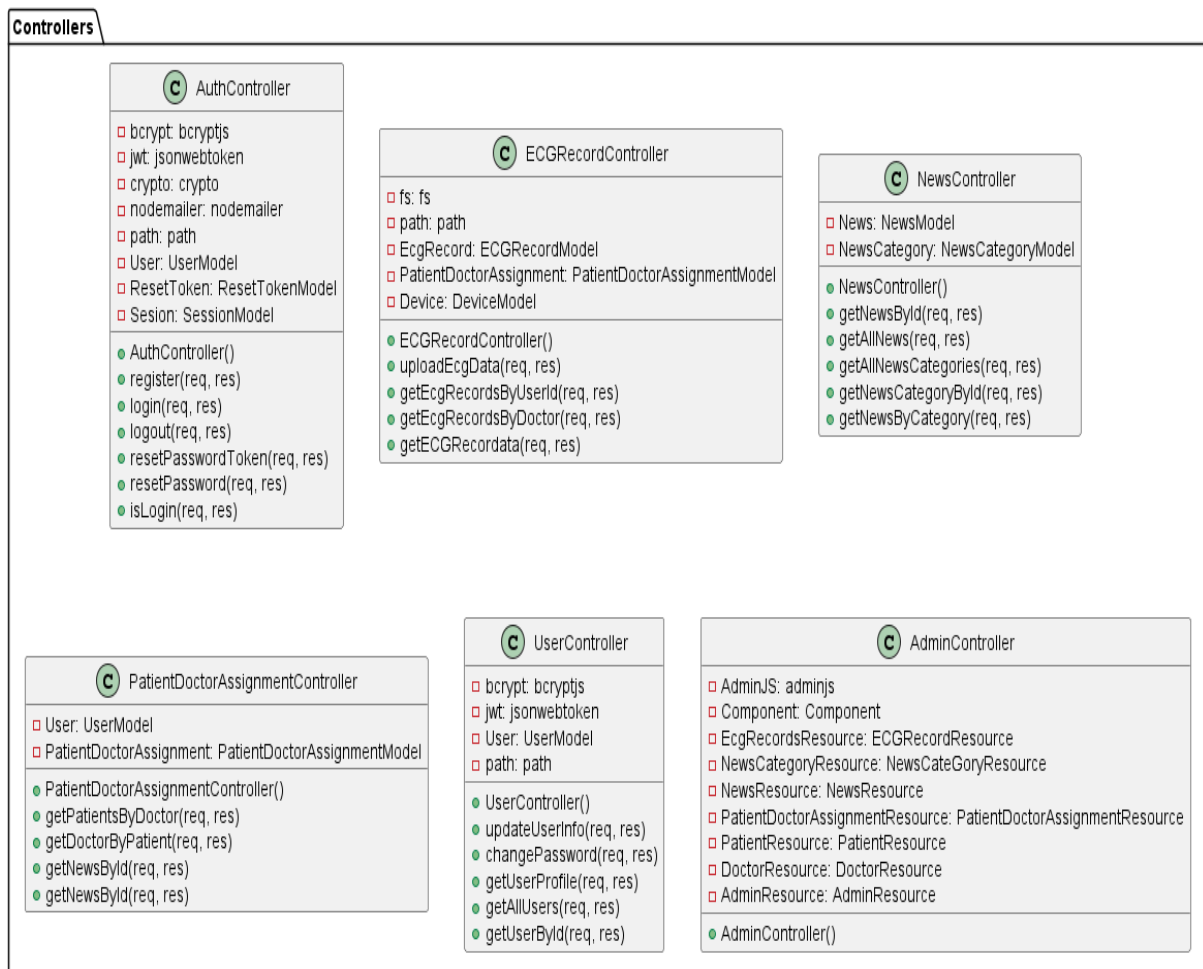 Controllers
C AuthController
bcrypt: bcryptjs
jwt: jsonwebtoken
crypto: crypto
nodemailer: nodemailer
path: path
User: UserModel
ResetToken: ResetTokenModel
Sesion: SessionModel
AuthController()
register(req, res)
login(req, res)
logout(req, res)
resetPasswordToken(req, res)
resetPassword(req, res)
isLogin(req, res)
C ECGRecordController
fs: fs
path: path
EcgRecord: ECGRecordModel
PatientDoctorAssignment: PatientDoctorAssignmentModel
Device: DeviceModel
ECGRecordController()
uploadEcgData(req, res)
getEcgRecordsByUserId(req, res)
getEcgRecordsByDoctor(req, res)
getECGRecordata(req, res)
C NewsController
News: NewsModel
NewsCategory: NewsCategoryModel
NewsController()
getNewsById(req, res)
getAllNews(req, res)
getAllNewsCategories(req, res)
getNewsCategoryById(req, res)
getNewsByCategory(req, res)
C PatientDoctorAssignmentController
User: UserModel
PatientDoctorAssignment: PatientDoctorAssignmentModel
PatientDoctorAssignmentController()
getPatientsByDoctor(req, res)
getDoctorByPatient(req, res)
getNewsById(req, res)
getNewsById(req, res)
C UserController
bcrypt: bcryptjs
jwt: jsonwebtoken
User: UserModel
path: path
UserController()
updateUserInfo(req, res)
changePassword(req, res)
getUserProfile(req, res)
getAllUsers(req, res)
getUserById(req, res)
C AdminController
AdminJS: adminjs
Component: Component
EcgRecordsResource: ECGRecordResource
NewsCategoryResource: NewsCateGoryResource
NewsResource: NewsResource
PatientDoctorAssignmentResource: PatientDoctorAssignmentResource
PatientResource: PatientResource
DoctorResource: DoctorResource
AdminResource: AdminResource
AdminController()